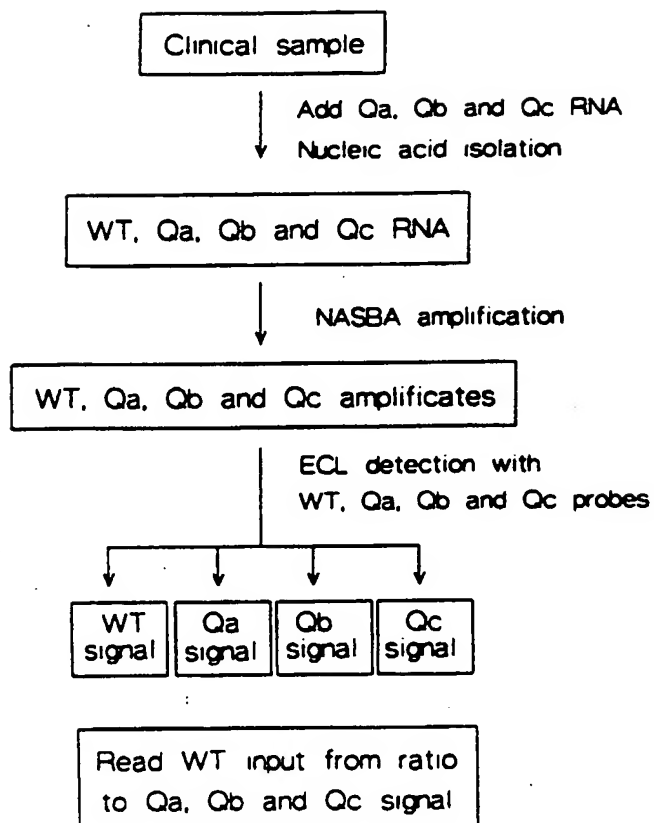 Clinical sample
Add Qa, Qb and Qc RNA
Nucleic acid isolation
WT, Qa, Qb and Qc RNA
NASBA amplification
WT, Qa, Qb and Qc amplificates
ECL detection with
WT, Qa, Qb and Qc probes
WT
signal
Qa
signal
Qb
signal
Qc
signal
Read WT input from ratio
to Qa, Qb and Qc signal